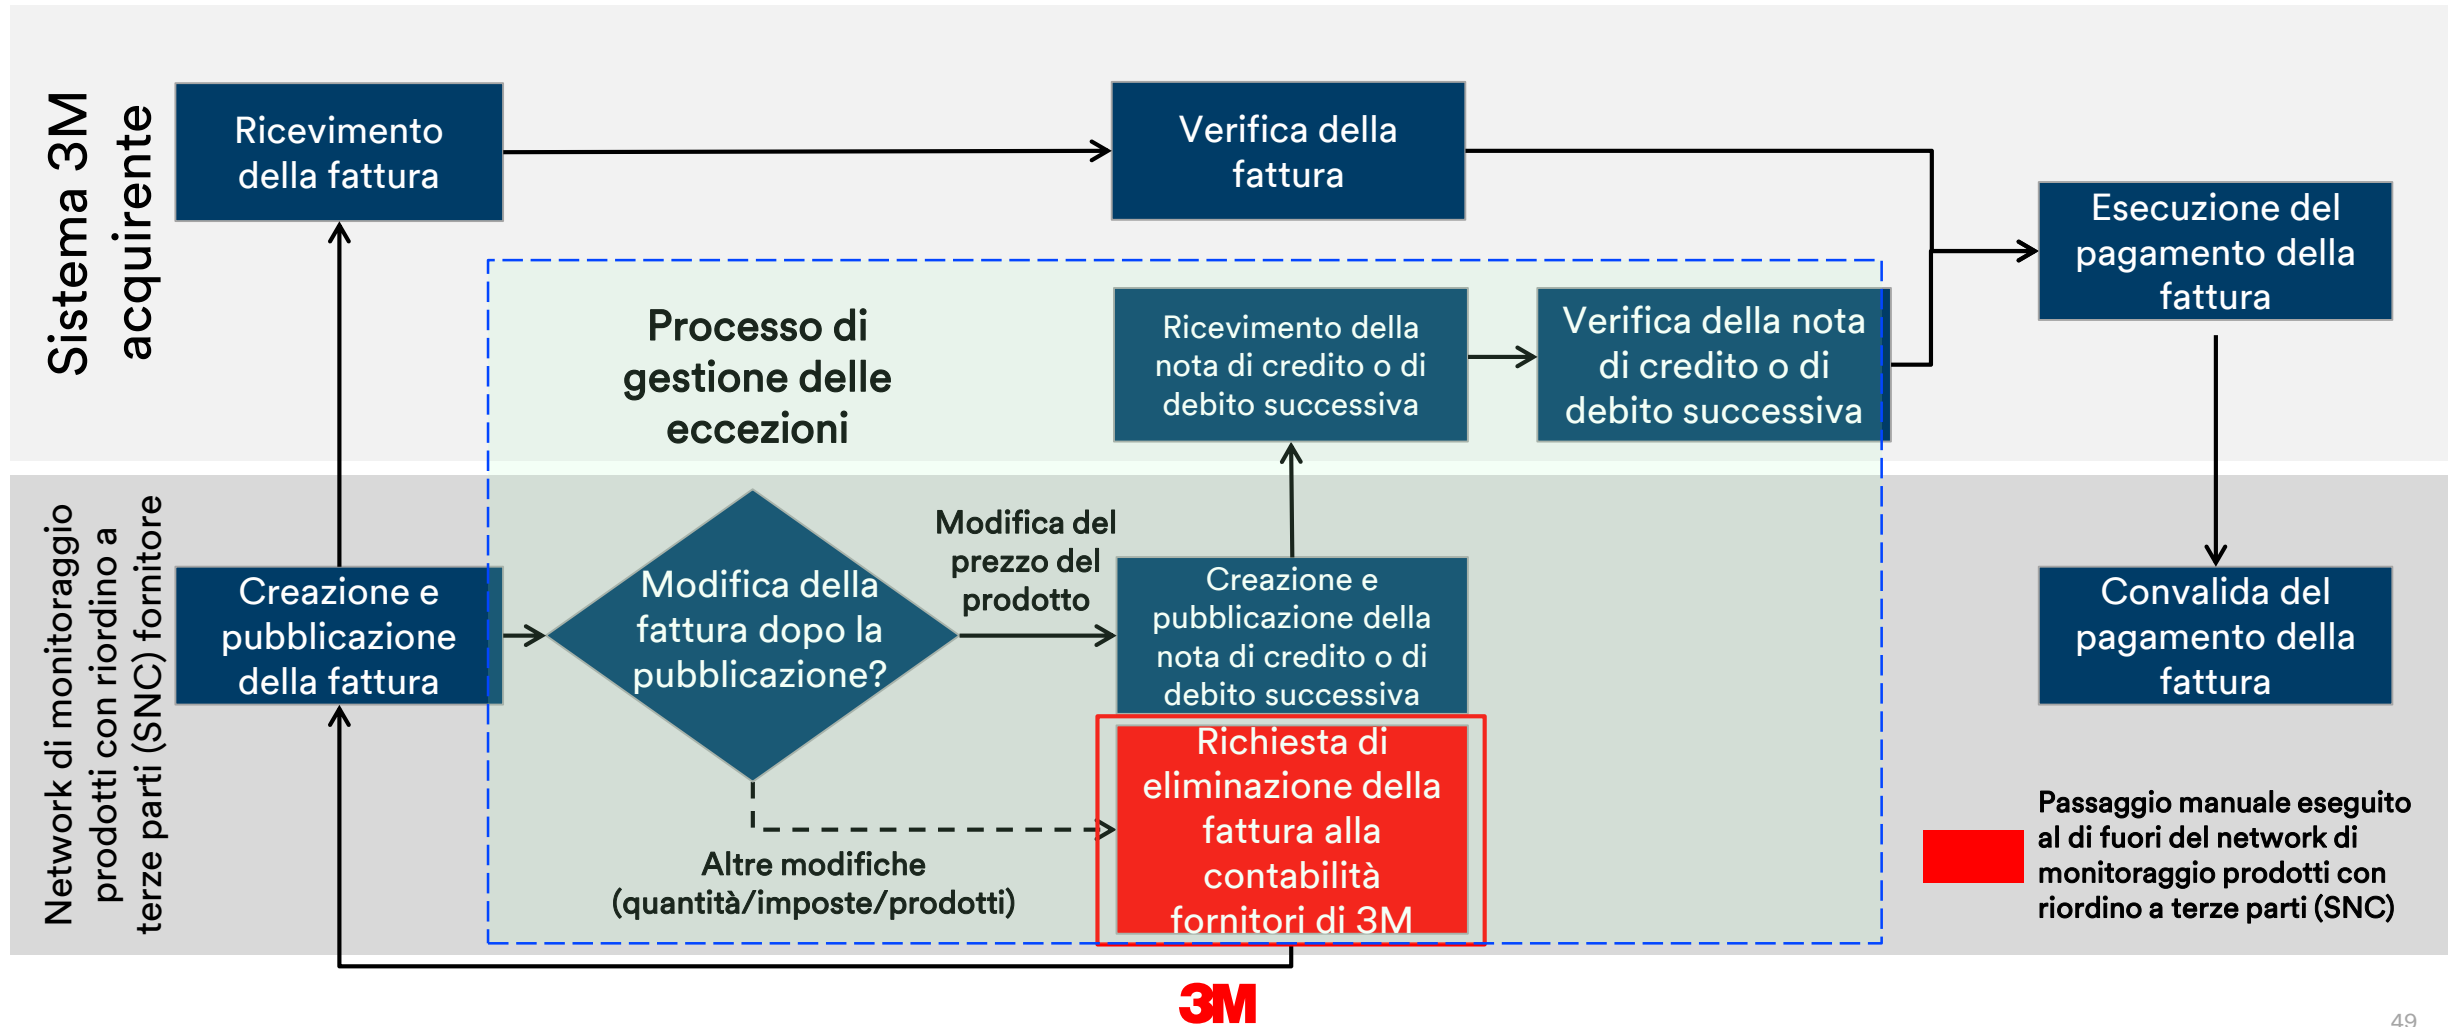 Sistema 3M
acquirente
Ricevimento
della fattura
Verifica della
fattura
Esecuzione del
pagamento della
fattura
Processo di
gestione delle
eccezioni
Ricevimento della
nota di credito o di
debito successiva
Verifica della nota
di credito o di
debito successiva
Network di monitoraggio
prodotti con riordino a
terze parti (SNC) fornitore
Creazione e
pubblicazione
della fattura
Modifica della
fattura dopo la
pubblicazione?
Modifica del
prezzo del
prodotto
Creazione e
pubblicazione della
nota di credito o di
debito successiva
Convalida del
pagamento della
fattura
Richiesta di
eliminazione della
fattura alla
contabilità
fornitori di 3M
Altre modifiche
(quantità/imposte/prodotti)
Passaggio manuale eseguito
al di fuori del network di
monitoraggio prodotti con
riordino a terze parti (SNC)
3M
49